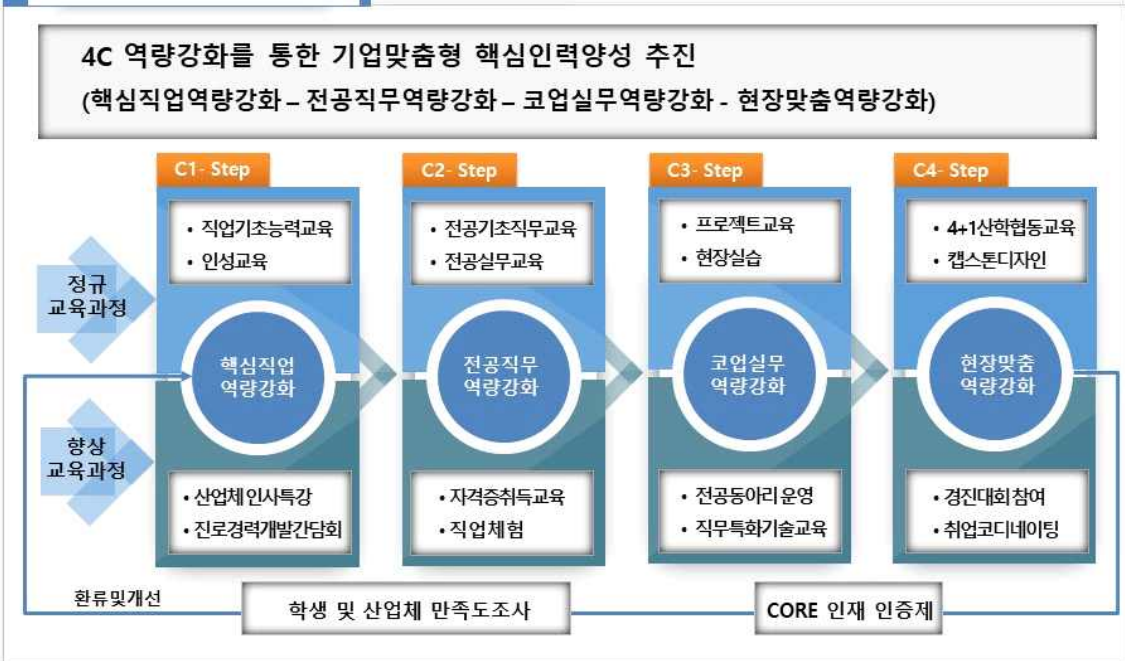 4C 역량강화를 통한 기업맞춤형 핵심인력양성 추진
(핵심직업역량강화 – 전공직무역량강화 – 코업실무역량강화 - 현장맞춤역량강화)
C1- Step
C2- Step
C3- Step
C4- Step
정규
교육과정
• 직업기초능력교육
• 인성교육
• 전공기초직무교육
• 전공실무교육
• 프로젝트교육
• 현장실습
• 4+1산학협동교육
• 캡스톤디자인
핵심직업
역량강화
전공직무
역량강화
코업실무
역량강화
현장맞춤
역량강화
향상
교육과정
• 산업체 인사특강
• 진로경력개발간담회
• 자격증취득교육
• 직업체험
• 전공동아리 운영
• 직무특화기술교육
• 경진대회 참여
• 취업코디네이팅
환류및개선
학생 및 산업체 만족도조사
CORE 인재 인증제